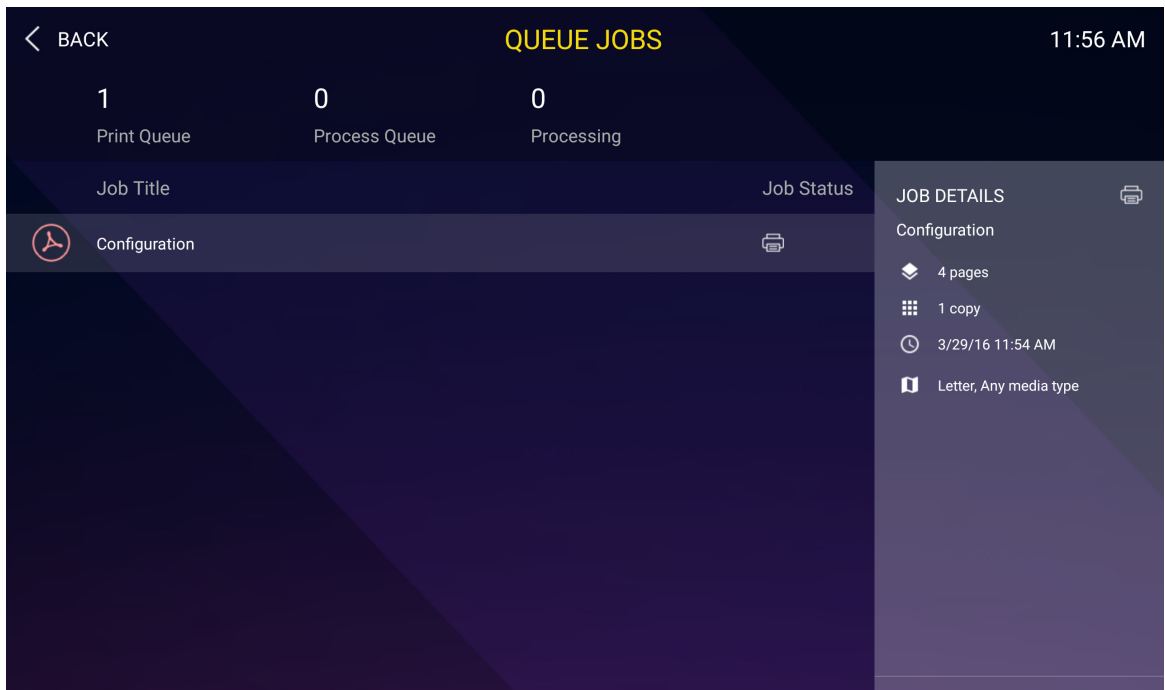 BACK
QUEUE JOBS
11:56 AM
1 0 0
Print Queue Process Queue Processing
Job Title Job Status
Configuration
JOB DETAILS
Configuration
4 pages
1 copy
3/29/16 11:54 AM
Letter, Any media type